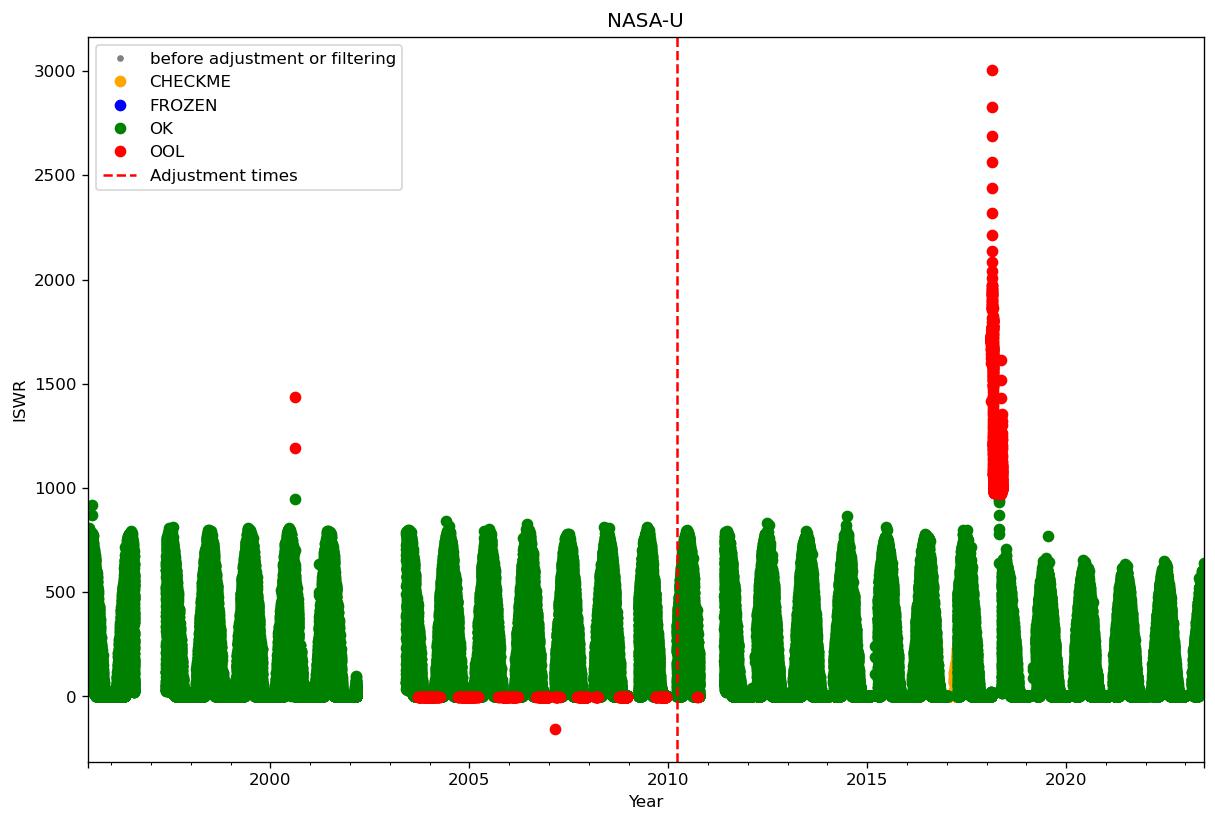 NASA-U
before adjustment or filtering
CHECKME
FROZEN
OK
OOL
Adjustment times
3000
2500
2000
1500
1000
500
0
ISWR
2000 2005 2010 2015 2020
Year